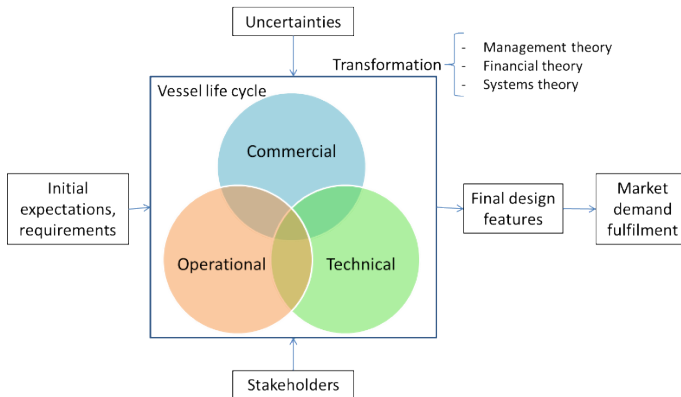 Uncertainties
Transformation
- Management theory
- Financial theory
- Systems theory
Vessel life cycle
Commercial
Operational
Technical
Initial
expectations,
requirements
Final design
features
Market
demand
fulfilment
Stakeholders